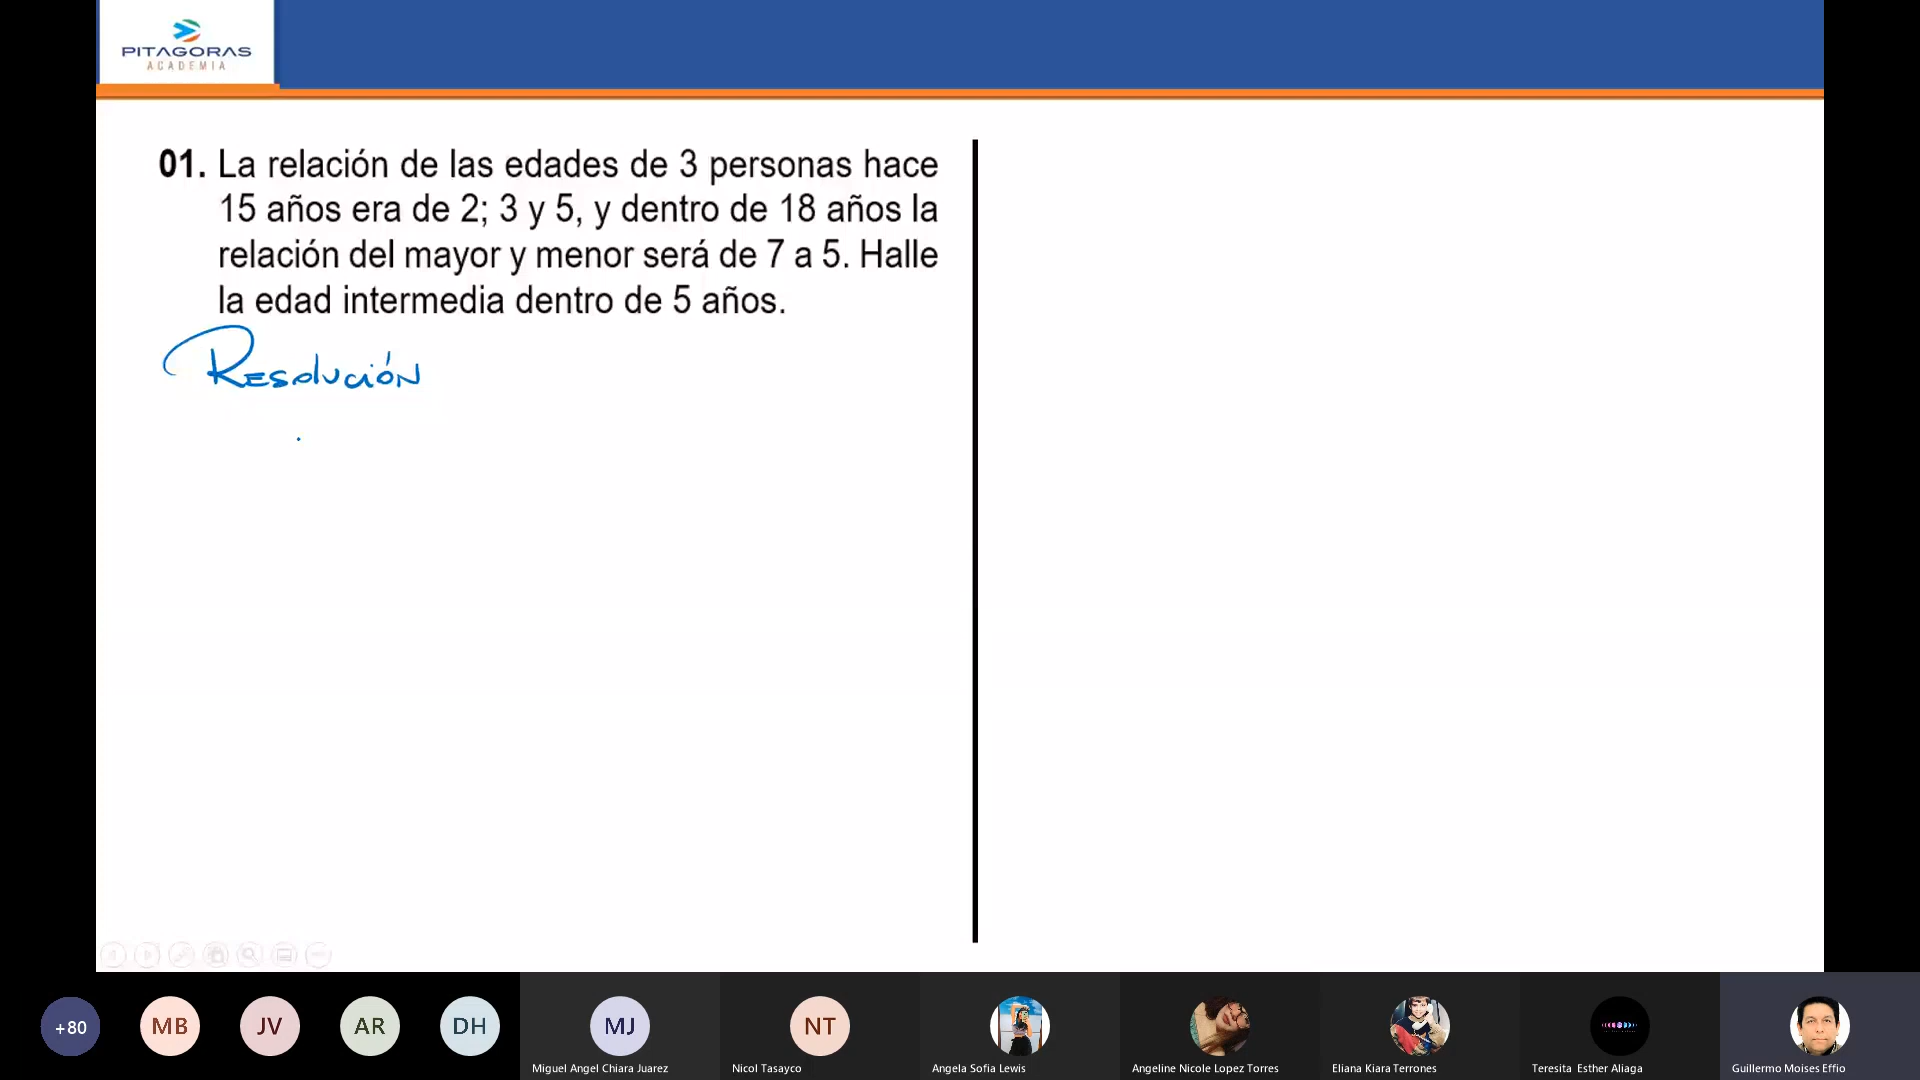 PITAGORAS
ACADEMIA
01. La relación de las edades de 3 personas hace
15 años era de 2; 3 y 5, y dentro de 18 años la
relación del mayor y menor será de 7 a 5. Halle
la edad intermedia dentro de 5 años.
Resolución
+80
MB
JV
AR
DH
MJ
NT
Miguel Angel Chiara Juarez
Nicol Tasayco
Angela Sofia Lewis
Angeline Nicole Lopez Torres
Eliana Kiara Terrones
Teresita Esther Aliaga
Guillermo Moises Effio